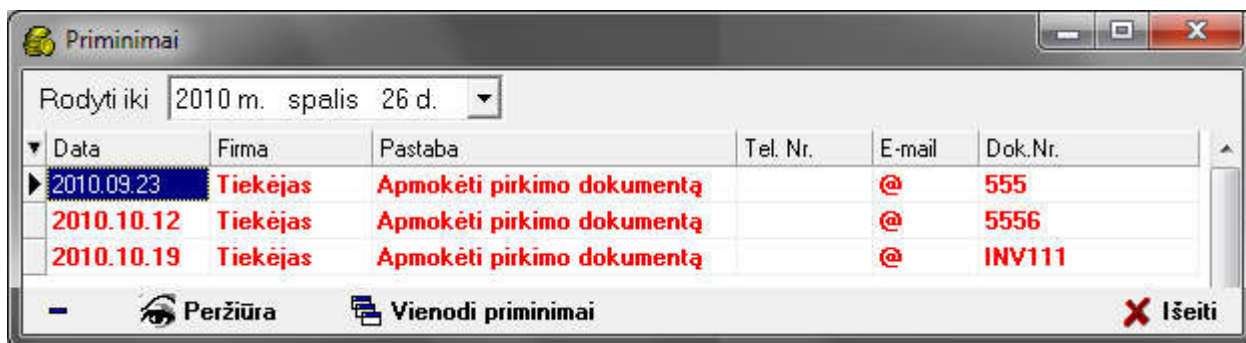 Priminimai
Rodyti iki 2010 m. spalis 26 d.
Data Firma Pastaba Tel. Nr. E-mail Dok.Nr.
2010.09.23 Tiekėjas Apmokėti pirkimo dokumentą @ 555
2010.10.12 Tiekėjas Apmokėti pirkimo dokumentą @ 5556
2010.10.19 Tiekėjas Apmokėti pirkimo dokumentą @ INV111
Peržiūra Vienodi priminimai Išeiti